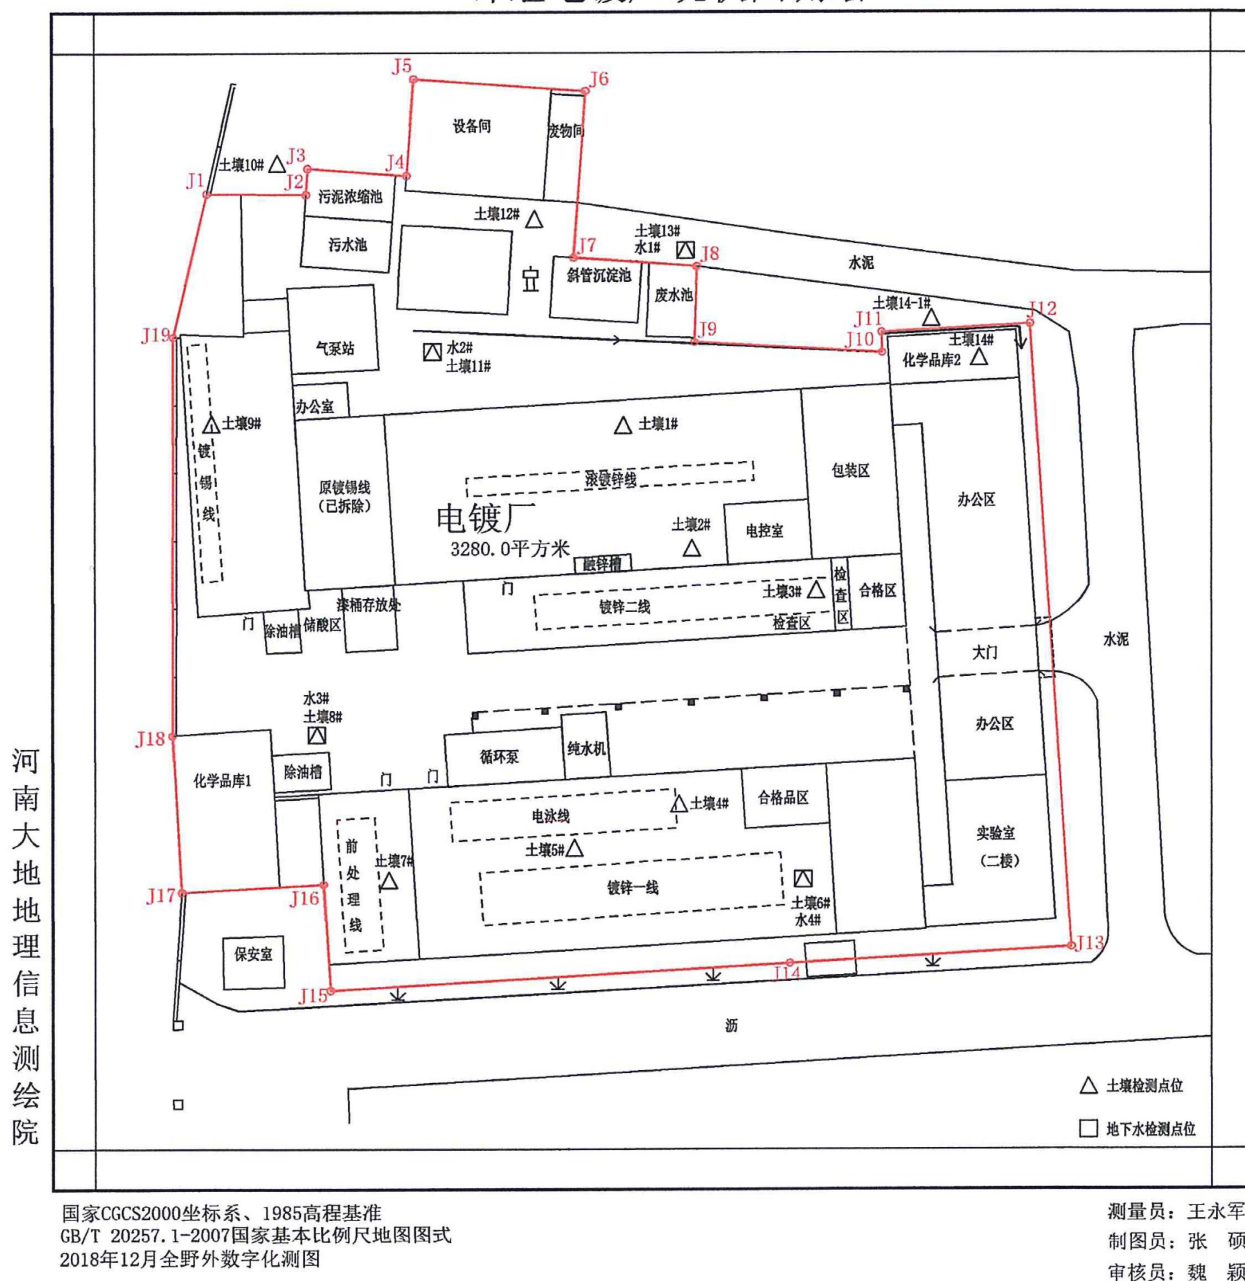 J5
J6
设备间
废物间
土壤10#
J3
J4
J1
J2
污泥浓缩池
土壤12#
土壤13#
水1#
污水池
J7
J8
水泥
斜管沉淀池
废水池
土壤14-1#
J12
J11
J19
J9
J10
气泵站
水2#
土壤11#
化学品库2
土壤14#
办公室
土壤9#
土壤1#
镀锡线
滚镀锌线
包装区
原镀锡线
（已拆除）
办公区
电镀厂
3280.0平方米
土壤2#
电控室
融锌槽
门
土壤3#
检查区
合格区
漆桶存放处
镀锌二线
检查区
门
除油槽
储酸区
水泥
大门
水3#
土壤8#
办公区
J18
循环泵
纯水机
化学品库1
除油槽
门
门
合格品区
电泳线
土壤4#
实验室
（二楼）
前处理线
土壤5#
土壤7#
镀锌一线
J17
J16
土壤6#
水4#
保安室
J13
J14
J15
沥
土壤检测点位
地下水检测点位
河南大地地理信息测绘院
国家CGCS2000坐标系、1985高程基准
GB/T 20257.1-2007国家基本比例尺地图图式
2018年12月全野外数字化测图
测量员：王永军
制图员：张 硕
审核员：魏 颖